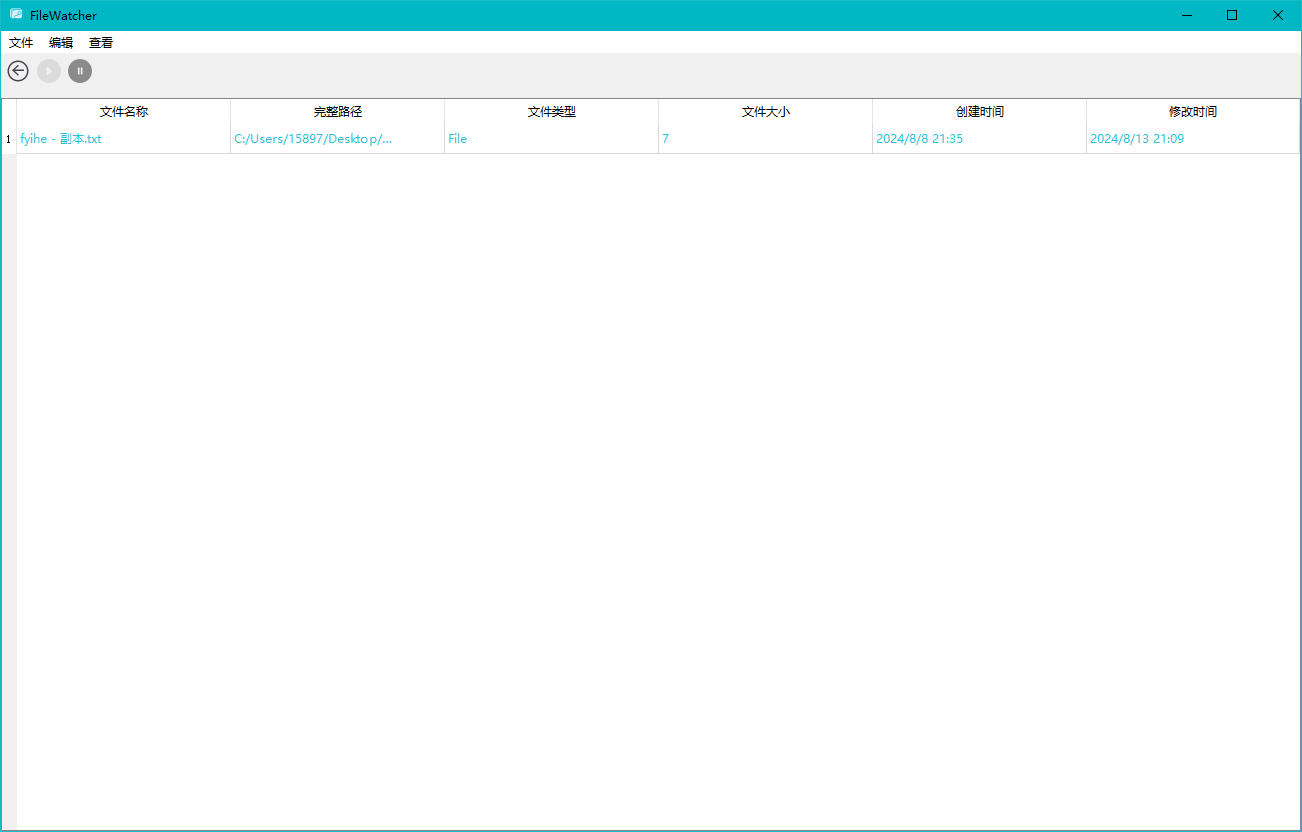 FileWatcher
文件 编辑 查看
文件名称 完整路径 文件类型 文件大小 创建时间 修改时间
1 fyihe - 副本.txt C:/Users/15897/Desktop/... File 7 2024/8/8 21:35 2024/8/13 21:09